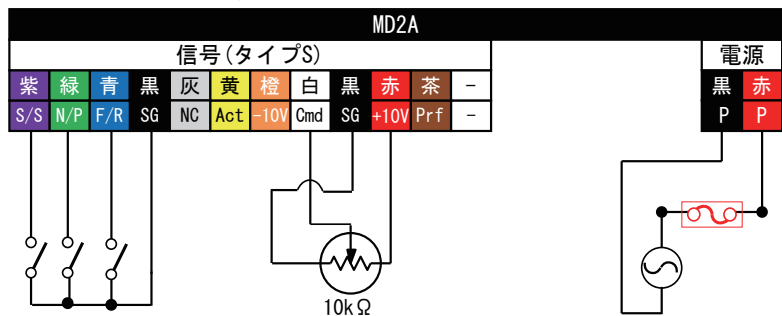 MD2A
信号(タイプS) 電源
紫 緑 青 黒 灰 黄 橙 白 黒 赤 茶 - 黒 赤
S/S N/P F/R SG NC Act -10V Cmd SG +10V Prf - P P
10kΩ